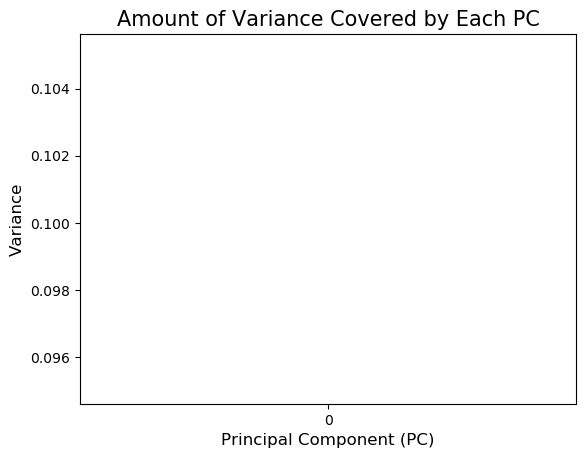 Amount of Variance Covered by Each PC
0.104
0.102
0.100
0.098
0.096
Variance
0
Principal Component (PC)